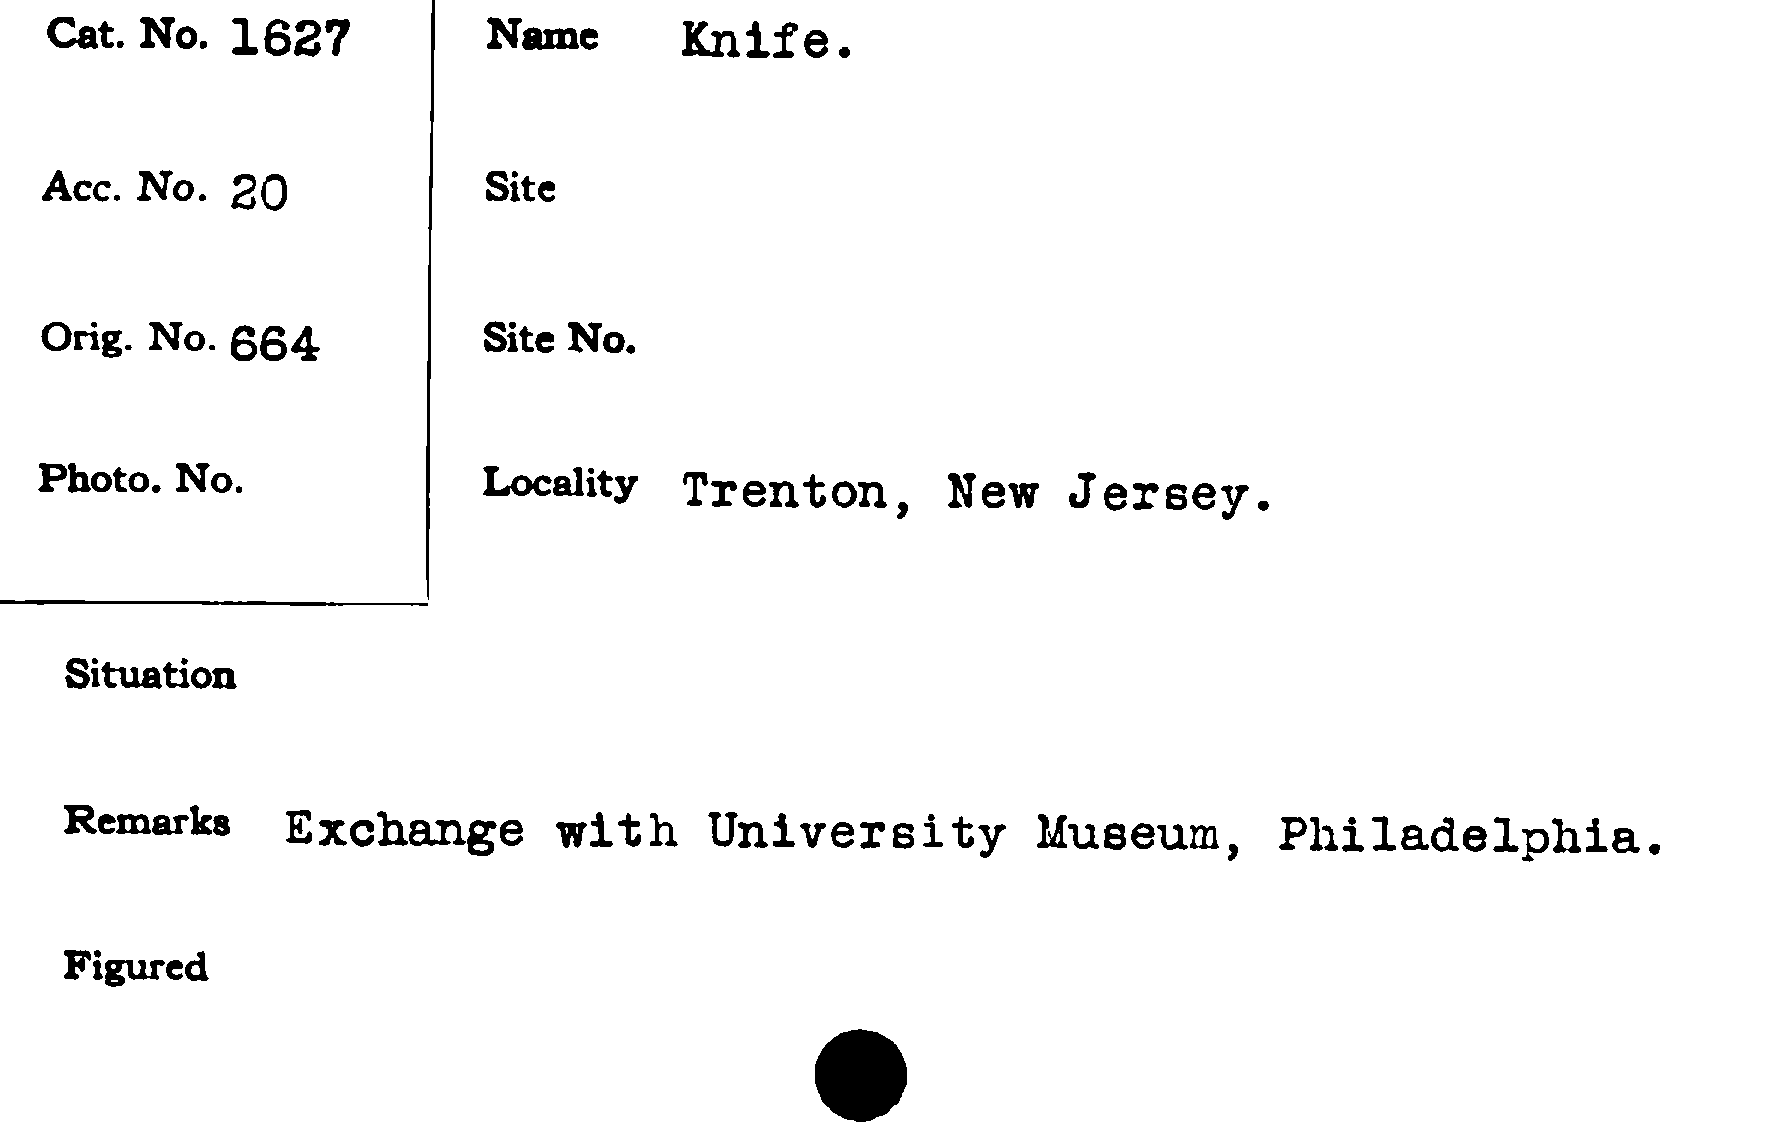 Cat. No. 1627
Name Knife.
Acc. No. 20
Site
Orig. No. 664
Site No.
Photo. No.
Locality Trenton, New Jersey.
Situation
Remarks Exchange with University Museum, Philadelphia.
Figured